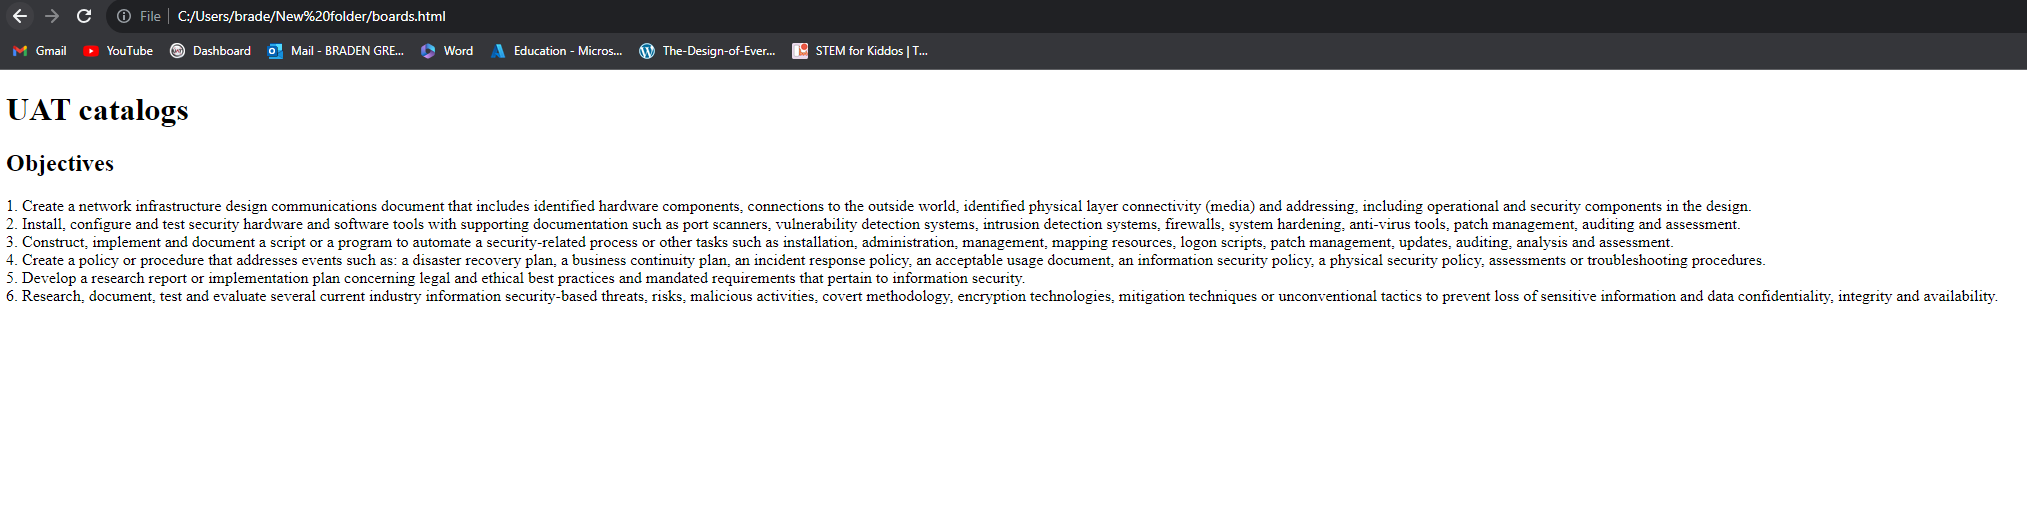 File C:/Users/brade/New%20folder/boards.html
Gmail YouTube Dashboard Mail - BRADEN GRE... Word Education - Micros... The-Design-of-Ever... STEM for Kiddos | T...
UAT catalogs
Objectives
1. Create a network infrastructure design communications document that includes identified hardware components, connections to the outside world, identified physical layer connectivity (media) and addressing, including operational and security components in the design.
2. Install, configure and test security hardware and software tools with supporting documentation such as port scanners, vulnerability detection systems, intrusion detection systems, firewalls, system hardening, anti-virus tools, patch management, auditing and assessment.
3. Construct, implement and document a script or a program to automate a security-related process or other tasks such as installation, administration, management, mapping resources, logon scripts, patch management, updates, auditing, analysis and assessment.
4. Create a policy or procedure that addresses events such as: a disaster recovery plan, a business continuity plan, an incident response policy, an acceptable usage document, an information security policy, a physical security policy, assessments or troubleshooting procedures.
5. Develop a research report or implementation plan concerning legal and ethical best practices and mandated requirements that pertain to information security.
6. Research, document, test and evaluate several current industry information security-based threats, risks, malicious activities, covert methodology, encryption technologies, mitigation techniques or unconventional tactics to prevent loss of sensitive information and data confidentiality, integrity and availability.